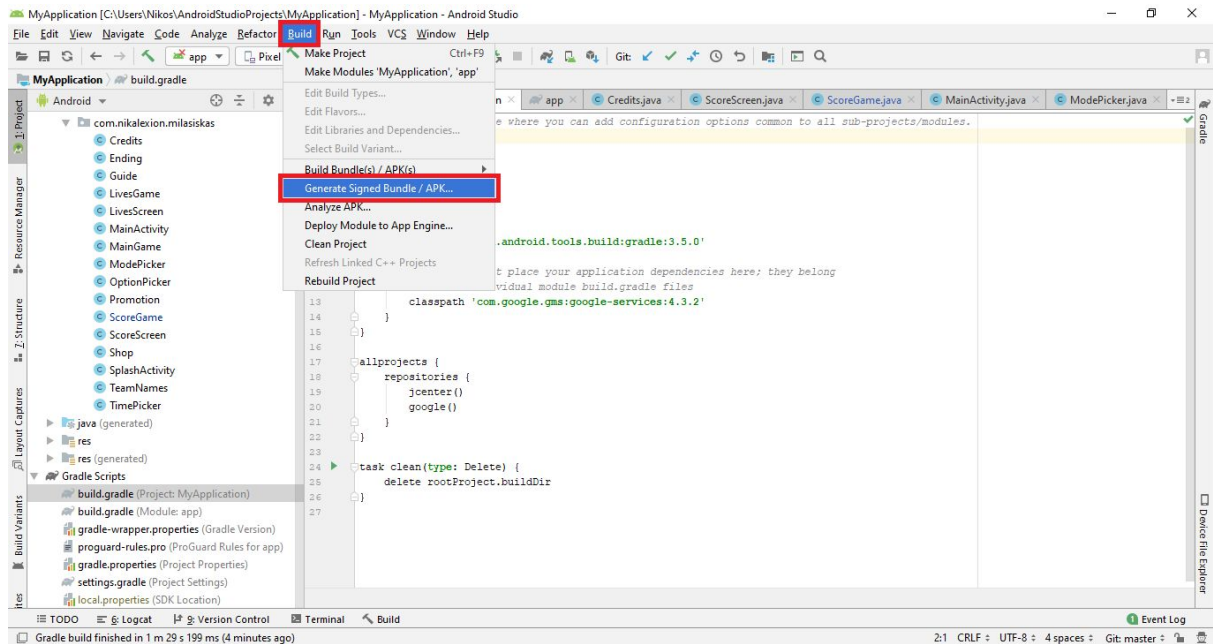 MyApplication [C:\Users\Nikos\AndroidStudioProjects\MyApplication] - MyApplication - Android Studio
File Edit View Navigate Code Analyze Refactor Build Run Tools VCS Window Help
app Pixel Git:
MyApplication build.gradle
Make Project Ctrl+F9
Make Modules 'MyApplication', 'app'
Edit Build Types...
Edit Flavors...
Edit Libraries and Dependencies...
Select Build Variant...
Build Bundle(s) / APK(s)
Generate Signed Bundle / APK...
Analyze APK...
Deploy Module to App Engine...
Clean Project
Refresh Linked C++ Projects
Rebuild Project
Android
app Credits.java ScoreScreen.java ScoreGame.java MainActivity.java ModePicker.java
com.nikalexion.milasiskas
Credits
Ending
Guide
LivesGame
LivesScreen
MainActivity
MainGame
ModePicker
OptionPicker
Promotion
ScoreGame
ScoreScreen
Shop
SplashActivity
TeamNames
TimePicker
java (generated)
res
res (generated)
Gradle Scripts
build.gradle (Project: MyApplication)
build.gradle (Module: app)
gradle-wrapper.properties (Gradle Version)
proguard-rules.pro (ProGuard Rules for app)
gradle.properties (Project Properties)
settings.gradle (Project Settings)
local.properties (SDK Location)
where you can add configuration options common to all sub-projects/modules.
.android.tools.build:gradle:3.5.0'
place your application dependencies here; they belong
module build.gradle files
13 classpath 'com.google.gms:google-services:4.3.2'
14 }
15 }
16
17 allprojects {
18 repositories {
19 jcenter()
20 google()
21 }
22 }
23
24 task clean(type: Delete) {
25 delete rootProject.buildDir
26 }
27
1: Project
Resource Manager
7: Structure
Layout Captures
Build Variants
Gradle
Device File Explorer
TODO 6: Logcat 9: Version Control Terminal Build 1 Event Log
Gradle build finished in 1 m 29 s 199 ms (4 minutes ago) 2:1 CRLF UTF-8 4 spaces Git: master